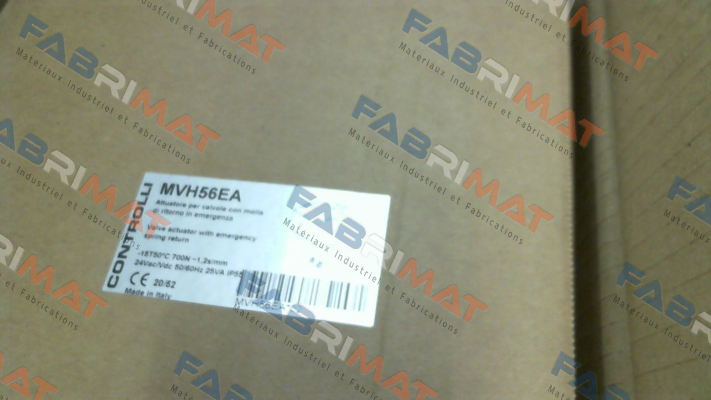 CONTROLLI
MVH56EA
Attuatore per valvole con molla
di ritorno in emergenza
Valve actuator with emergency
spring return
-15T50°C 700N ~1,2s/mm
24Vac/Vdc 50/60Hz 25VA IP55
CE 20/52
Made in Italy
FABRIMAT
Matériaux Industriel et Fabrications